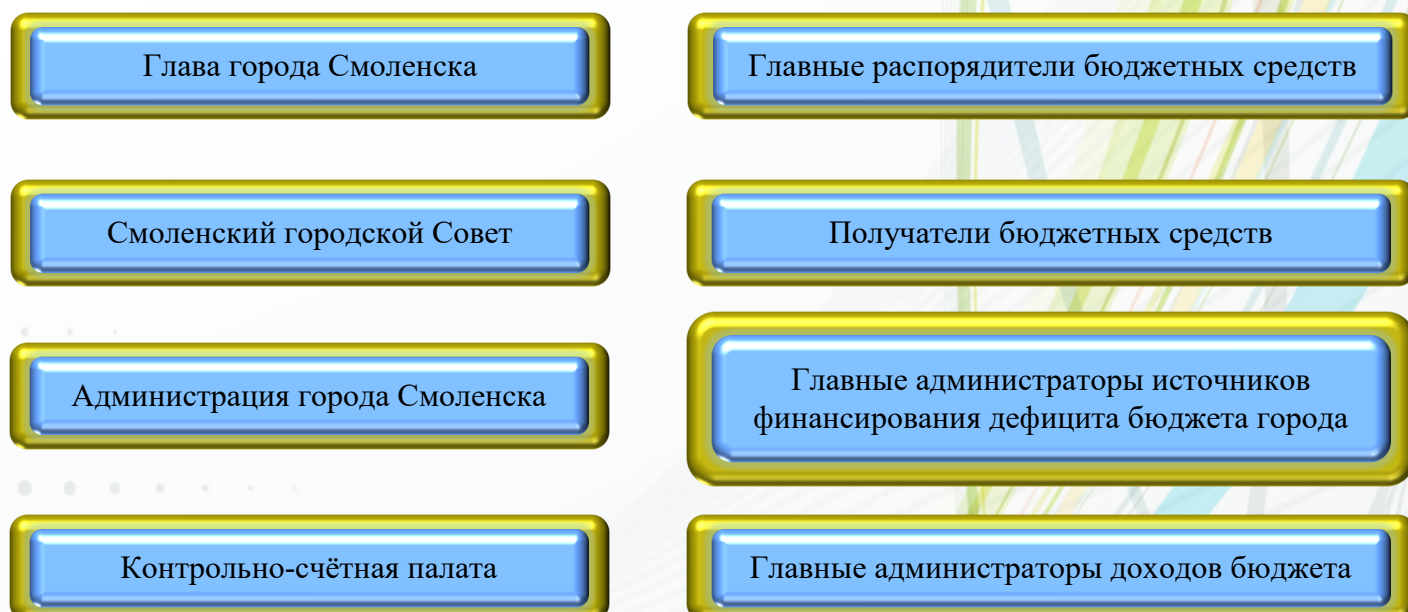 Глава города Смоленска
Главные распорядители бюджетных средств
Смоленский городской Совет
Получатели бюджетных средств
Администрация города Смоленска
Главные администраторы источников
финансирования дефицита бюджета города
Контрольно-счётная палата
Главные администраторы доходов бюджета